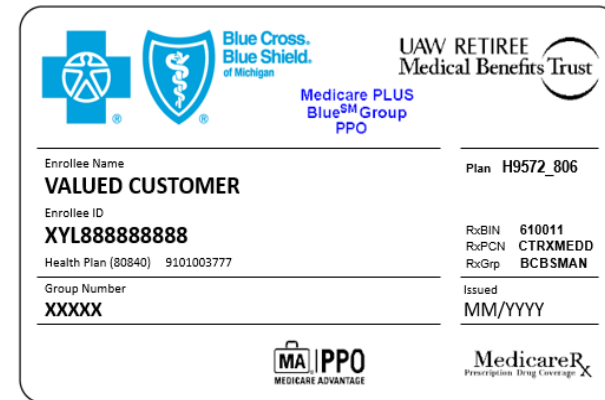 Blue Cross®
Blue Shield®
of Michigan
® ®
Medicare PLUS
Blue℠ Group
PPO
UAW RETIREE
Medical Benefits Trust
Enrollee Name
VALUED CUSTOMER
Enrollee ID
XYL888888888
Health Plan (80840) 9101003777
Group Number
XXXXX
Plan H9572_806
RxBIN 610011
RxPCN CTRXMEDD
RxGrp BCBSMAN
Issued
MM/YYYY
MA PPO
MEDICARE ADVANTAGE
MedicareRx
Prescription Drug Coverage